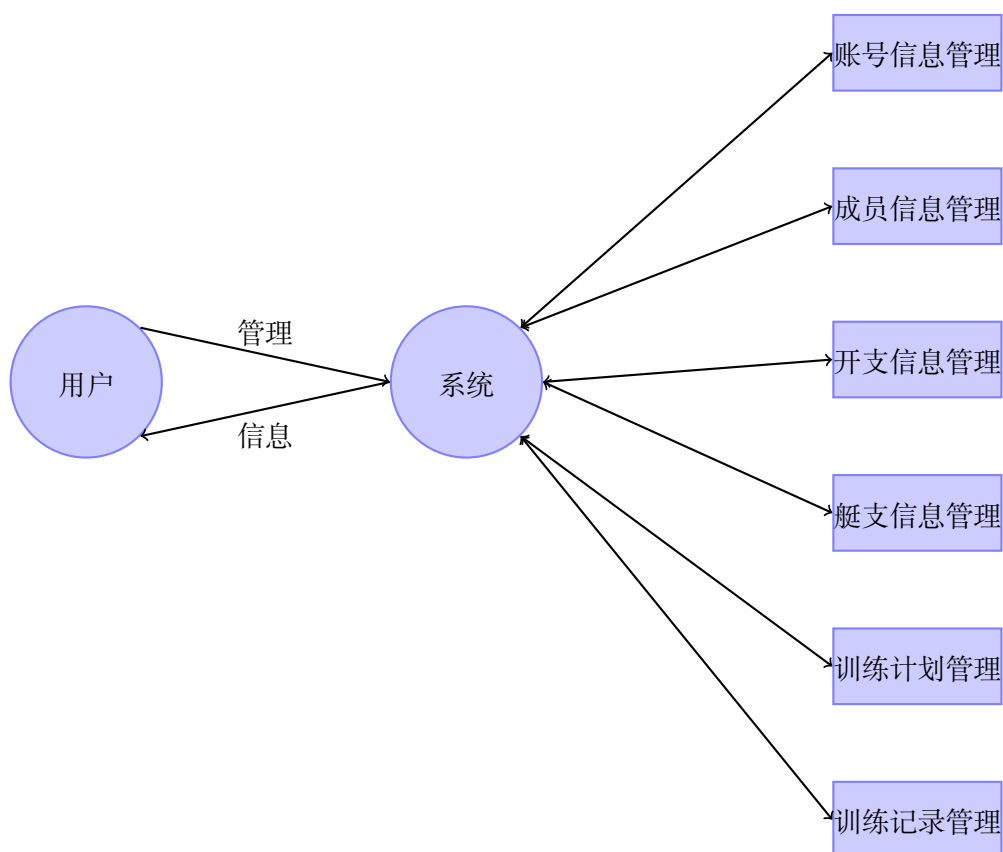 用户
管理
信息
系统
账号信息管理
成员信息管理
开支信息管理
艇支信息管理
训练计划管理
训练记录管理